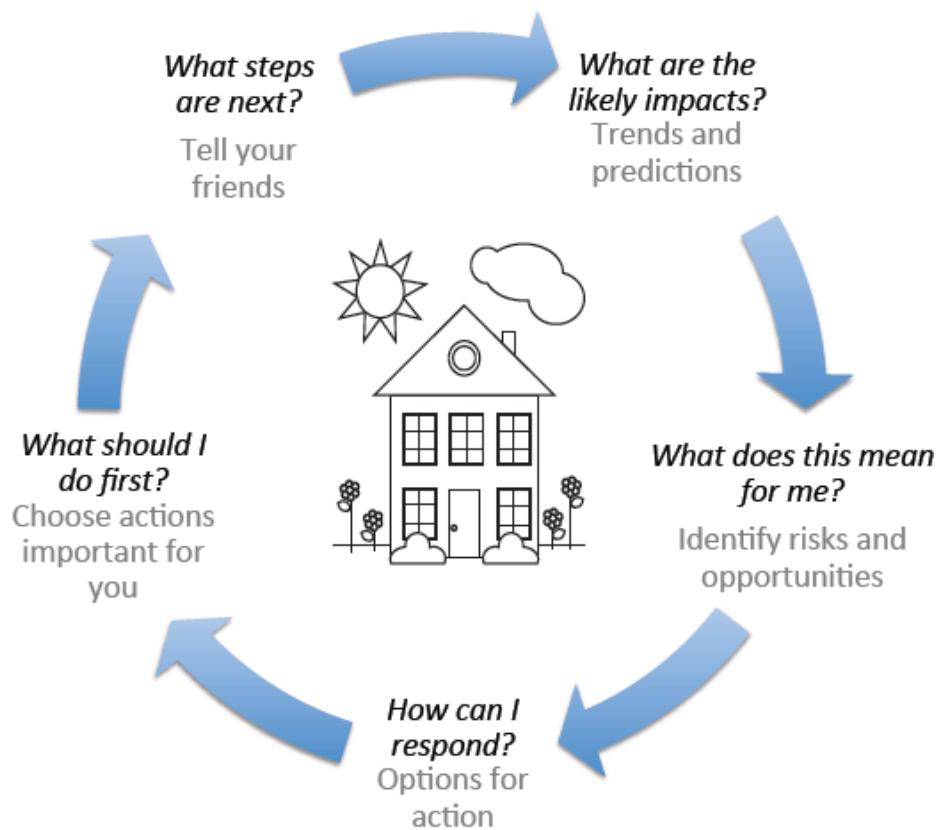 What steps
are next?
Tell your
friends
What are the
likely impacts?
Trends and
predictions
What does this mean
for me?
Identify risks and
opportunities
How can I
respond?
Options for
action
What should I
do first?
Choose actions
important for
you